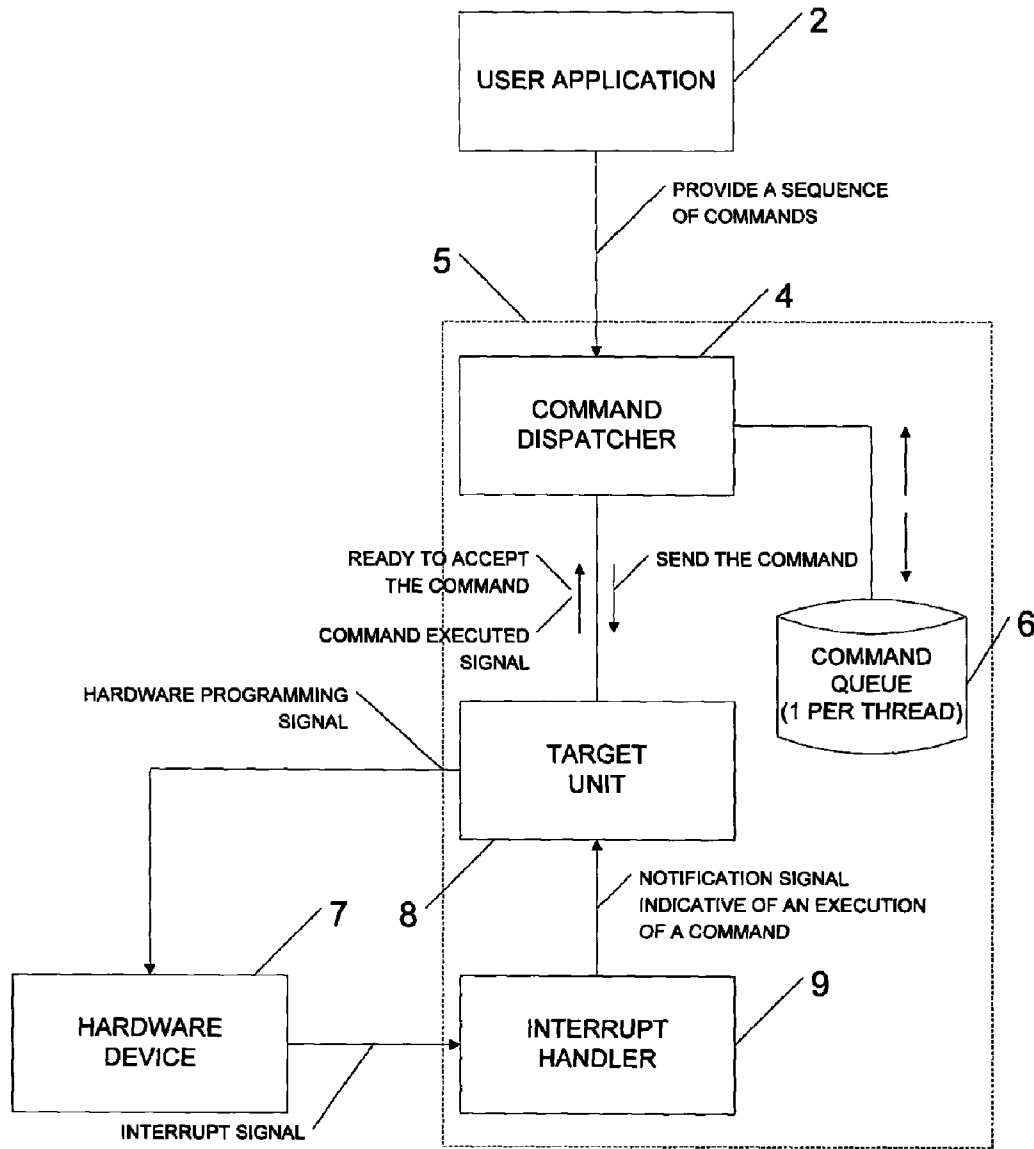 2
USER APPLICATION
PROVIDE A SEQUENCE
OF COMMANDS
5
4
COMMAND
DISPATCHER
READY TO ACCEPT
THE COMMAND
SEND THE COMMAND
COMMAND EXECUTED
SIGNAL
6
COMMAND
QUEUE
(1 PER THREAD)
HARDWARE PROGRAMMING
SIGNAL
TARGET
UNIT
NOTIFICATION SIGNAL
INDICATIVE OF AN EXECUTION
OF A COMMAND
7
8
9
HARDWARE
DEVICE
INTERRUPT
HANDLER
INTERRUPT SIGNAL